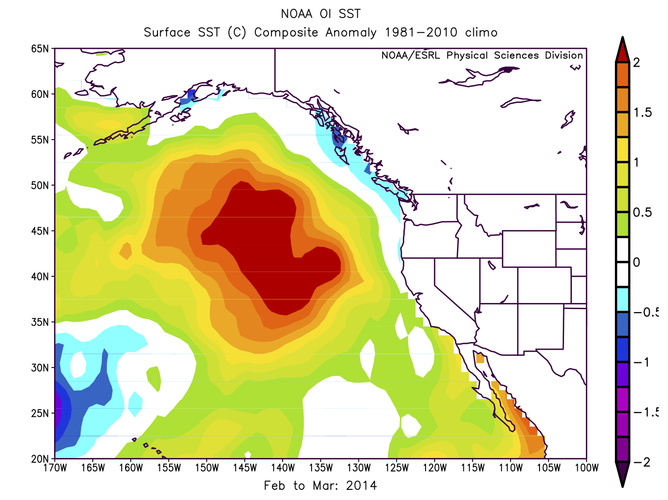 NOAA OI SST
Surface SST (C) Composite Anomaly 1981-2010 climo
NOAA/ESRL Physical Sciences Division
65N
60N
55N
50N
45N
40N
35N
30N
25N
20N
170W 165W 160W 155W 150W 145W 140W 135W 130W 125W 120W 115W 110W 105W 100W
Feb to Mar: 2014
2
1.5
1
0.5
0
-0.5
-1
-1.5
-2